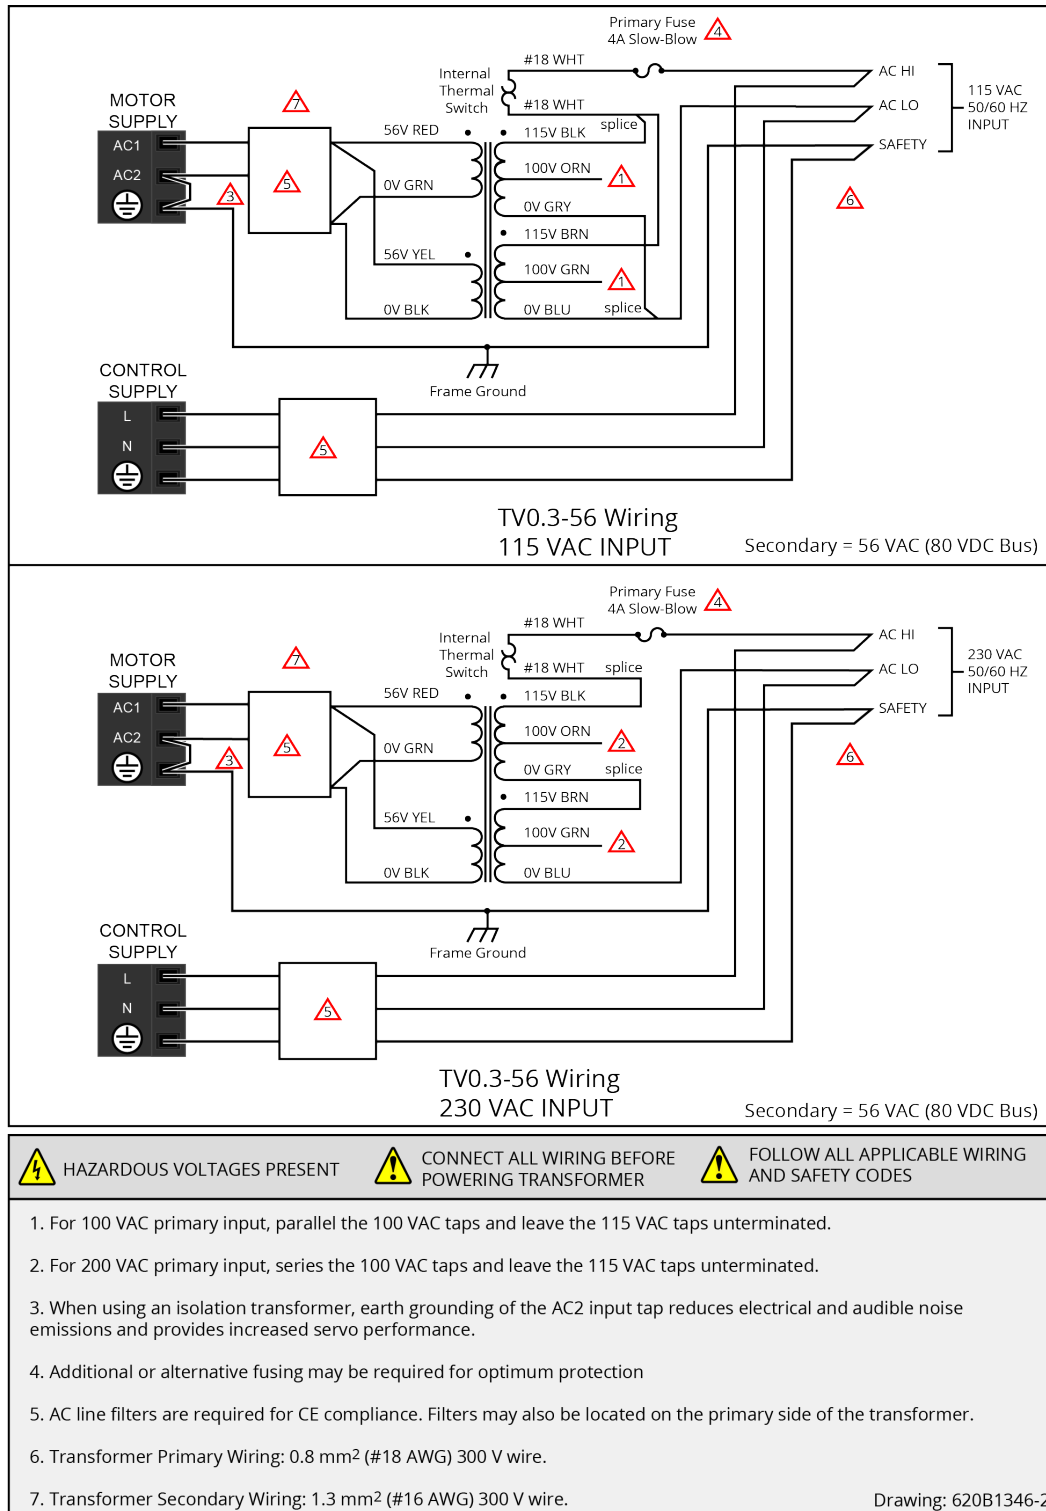 Primary Fuse
4A Slow-Blow
4
#18 WHT
AC HI
Internal
Thermal
Switch
115 VAC
50/60 HZ
INPUT
MOTOR
SUPPLY
7
#18 WHT
AC LO
splice
56V RED
115V BLK
AC1
SAFETY
100V ORN
1
AC2
5
3
0V GRN
6
0V GRY
115V BRN
56V YEL
100V GRN
1
0V BLK
0V BLU
splice
CONTROL
SUPPLY
Frame Ground
L
N
5
TV0.3-56 Wiring
115 VAC INPUT
Secondary = 56 VAC (80 VDC Bus)
Primary Fuse
4A Slow-Blow
4
#18 WHT
AC HI
Internal
Thermal
Switch
230 VAC
50/60 HZ
INPUT
MOTOR
SUPPLY
7
#18 WHT
splice
AC LO
56V RED
115V BLK
AC1
SAFETY
100V ORN
2
AC2
5
3
0V GRN
6
0V GRY
splice
115V BRN
56V YEL
100V GRN
2
0V BLK
0V BLU
CONTROL
SUPPLY
Frame Ground
L
N
5
TV0.3-56 Wiring
230 VAC INPUT
Secondary = 56 VAC (80 VDC Bus)
HAZARDOUS VOLTAGES PRESENT
CONNECT ALL WIRING BEFORE
POWERING TRANSFORMER
FOLLOW ALL APPLICABLE WIRING
AND SAFETY CODES
1. For 100 VAC primary input, parallel the 100 VAC taps and leave the 115 VAC taps unterminated.
2. For 200 VAC primary input, series the 100 VAC taps and leave the 115 VAC taps unterminated.
3. When using an isolation transformer, earth grounding of the AC2 input tap reduces electrical and audible noise
emissions and provides increased servo performance.
4. Additional or alternative fusing may be required for optimum protection
5. AC line filters are required for CE compliance. Filters may also be located on the primary side of the transformer.
6. Transformer Primary Wiring: 0.8 mm² (#18 AWG) 300 V wire.
7. Transformer Secondary Wiring: 1.3 mm² (#16 AWG) 300 V wire.
Drawing: 620B1346-2